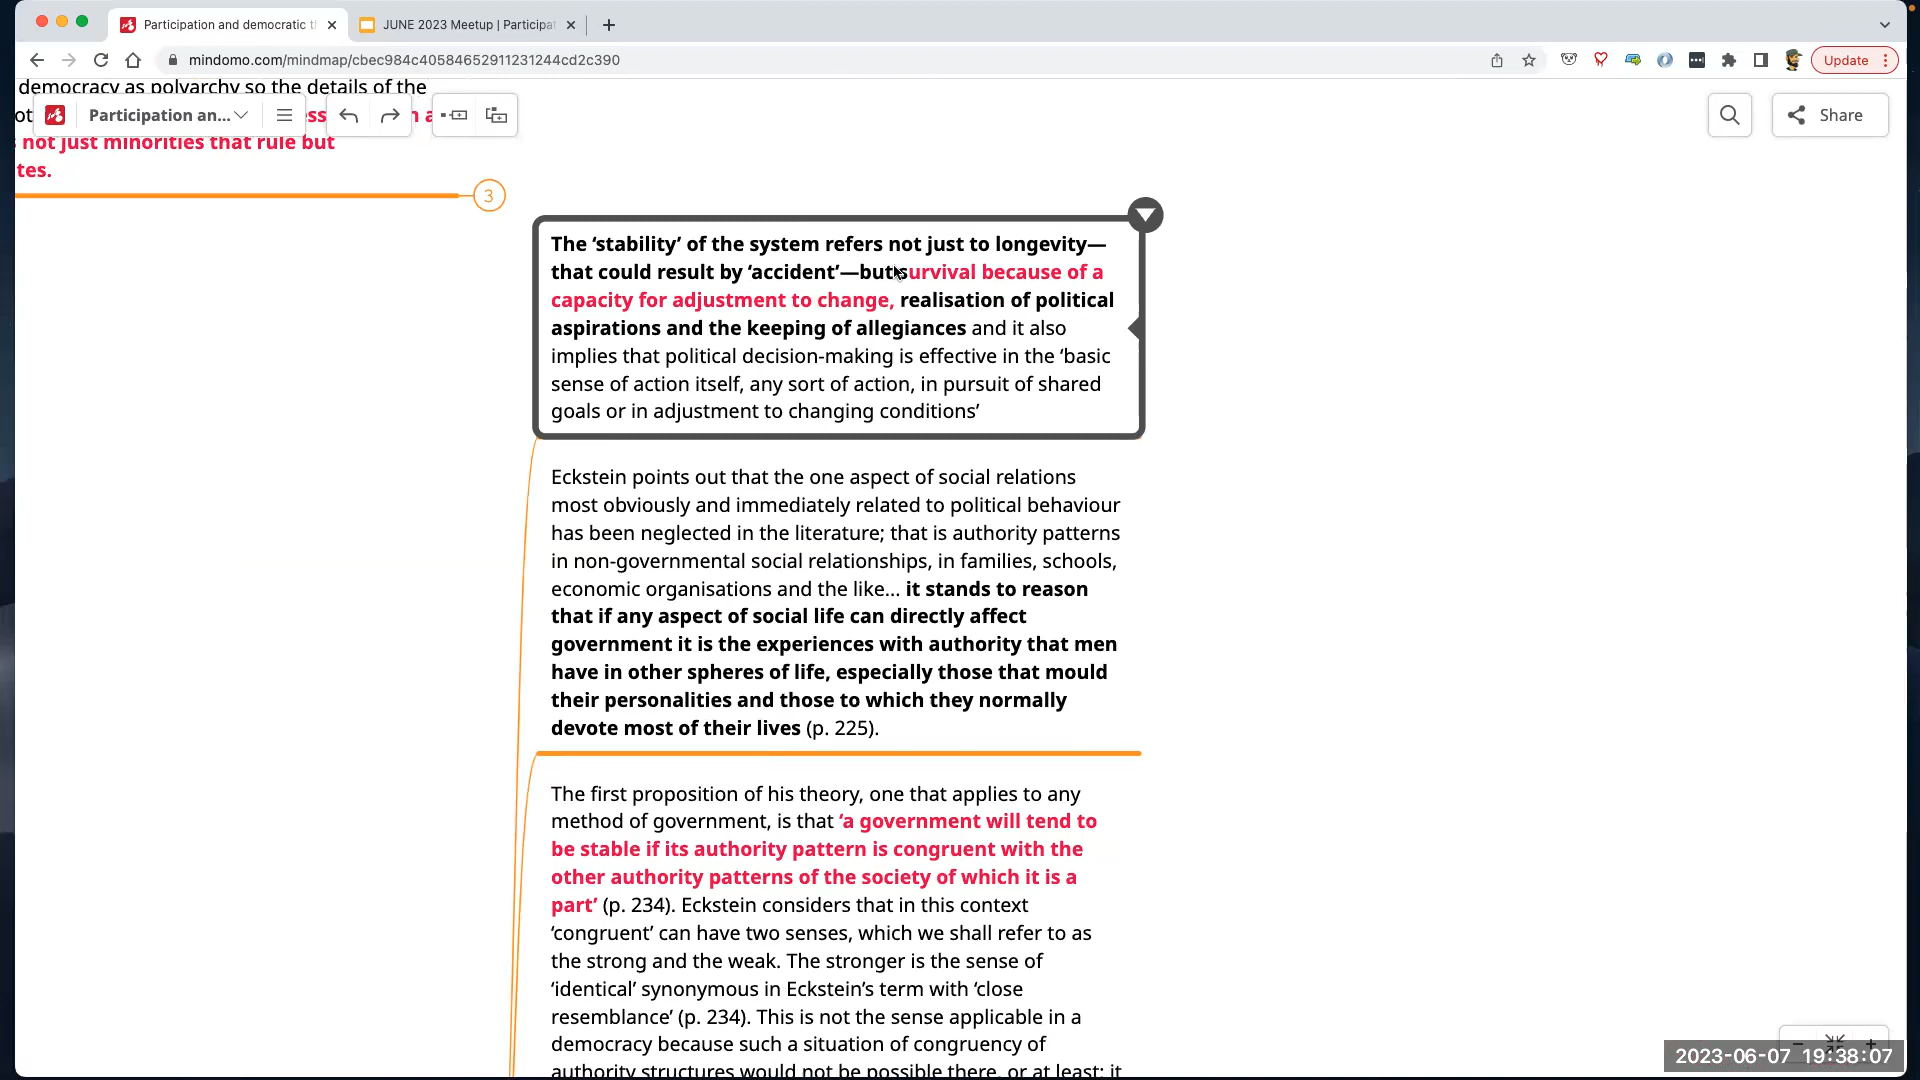 Participation and democratic t
JUNE 2023 Meetup | Participat
mindomo.com/mindmap/cbec984c40584652911231244cd2c390
Update
democracy as polyarchy so the details of the
Participation an...
Share
not just minorities that rule but
tes.
3
The ‘stability’ of the system refers not just to longevity—
that could result by ‘accident’—but survival because of a
capacity for adjustment to change, realisation of political
aspirations and the keeping of allegiances and it also
implies that political decision-making is effective in the ‘basic
sense of action itself, any sort of action, in pursuit of shared
goals or in adjustment to changing conditions’
Eckstein points out that the one aspect of social relations
most obviously and immediately related to political behaviour
has been neglected in the literature; that is authority patterns
in non-governmental social relationships, in families, schools,
economic organisations and the like... it stands to reason
that if any aspect of social life can directly affect
government it is the experiences with authority that men
have in other spheres of life, especially those that mould
their personalities and those to which they normally
devote most of their lives (p. 225).
The first proposition of his theory, one that applies to any
method of government, is that ‘a government will tend to
be stable if its authority pattern is congruent with the
other authority patterns of the society of which it is a
part’ (p. 234). Eckstein considers that in this context
‘congruent’ can have two senses, which we shall refer to as
the strong and the weak. The stronger is the sense of
‘identical’ synonymous in Eckstein’s term with ‘close
resemblance’ (p. 234). This is not the sense applicable in a
democracy because such a situation of congruency of
authority structures would not be possible there, or at least; it
2023-06-07 19:38:07